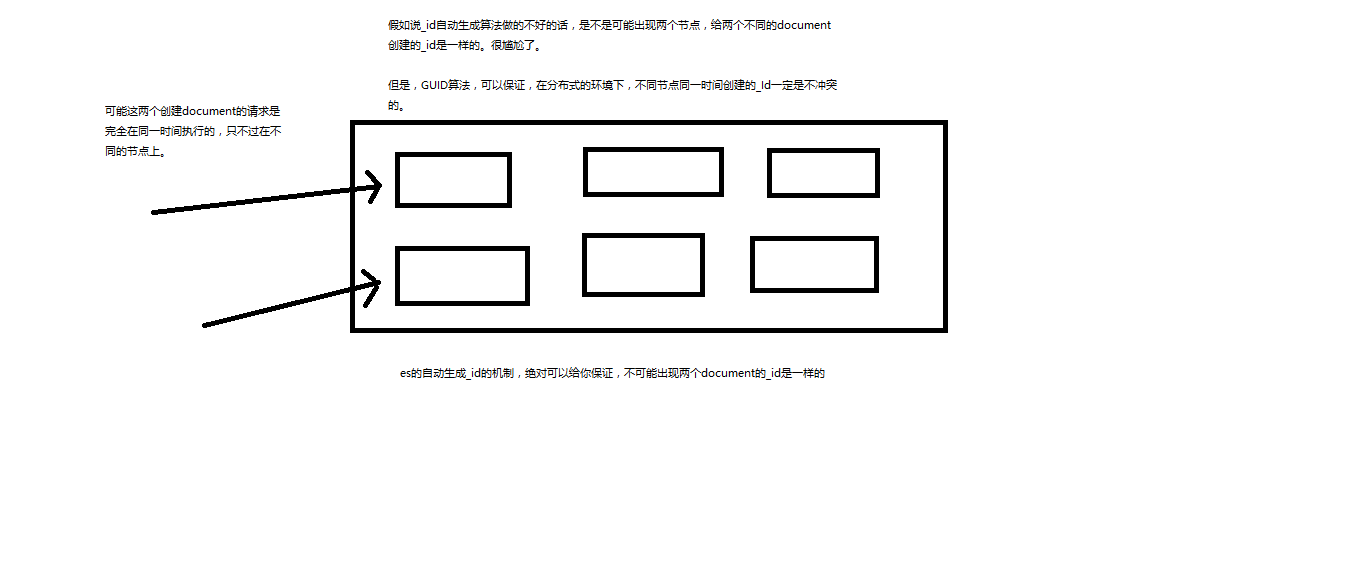 假如说_id自动生成算法做的不好的话，是不是可能出现两个节点，给两个不同的document
创建的_id是一样的。很尴尬了。
但是，GUID算法，可以保证，在分布式的环境下，不同节点同一时间创建的_Id一定是不冲突
的。
可能这两个创建document的请求是
完全在同一时间执行的，只不过在不
同的节点上。
es的自动生成_id的机制，绝对可以给你保证，不可能出现两个document的_id是一样的